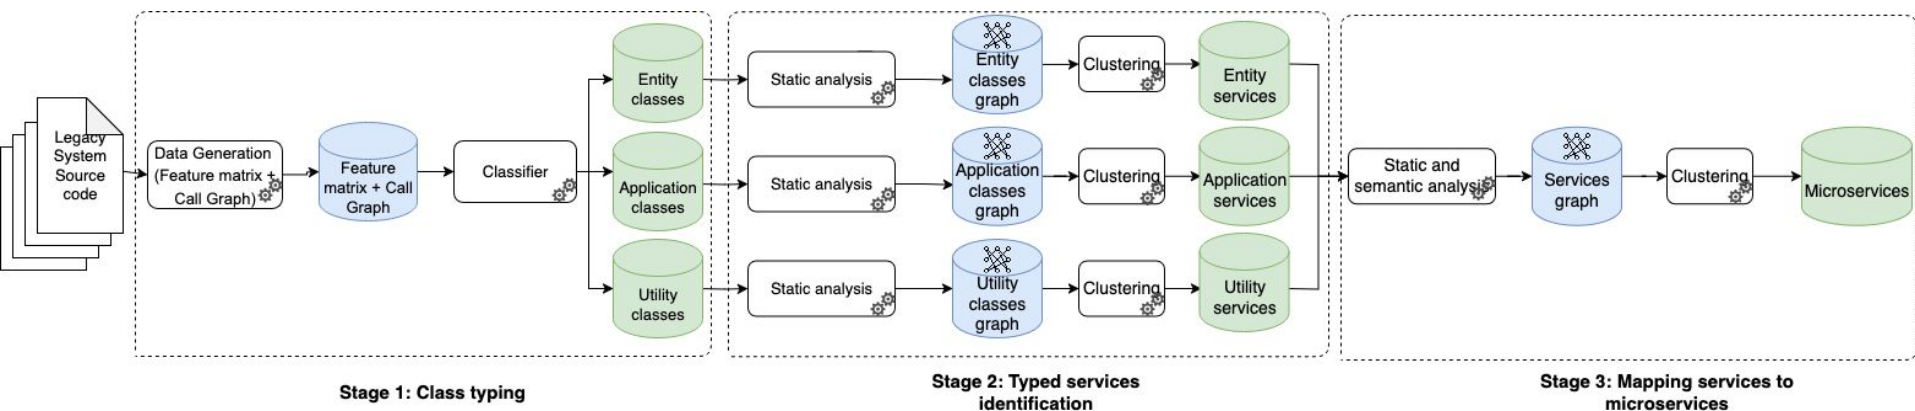 Legacy
System
Source
code
Data Generation
(Feature matrix +
Call Graph)
Feature
matrix + Call
Graph
Classifier
Entity
classes
Application
classes
Utility
classes
Stage 1: Class typing
Static analysis
Entity
classes
graph
Clustering
Entity
services
Static analysis
Application
classes
graph
Clustering
Application
services
Static analysis
Utility
classes
graph
Clustering
Utility
services
Stage 2: Typed services
identification
Static and
semantic analysis
Services
graph
Clustering
Microservices
Stage 3: Mapping services to
microservices